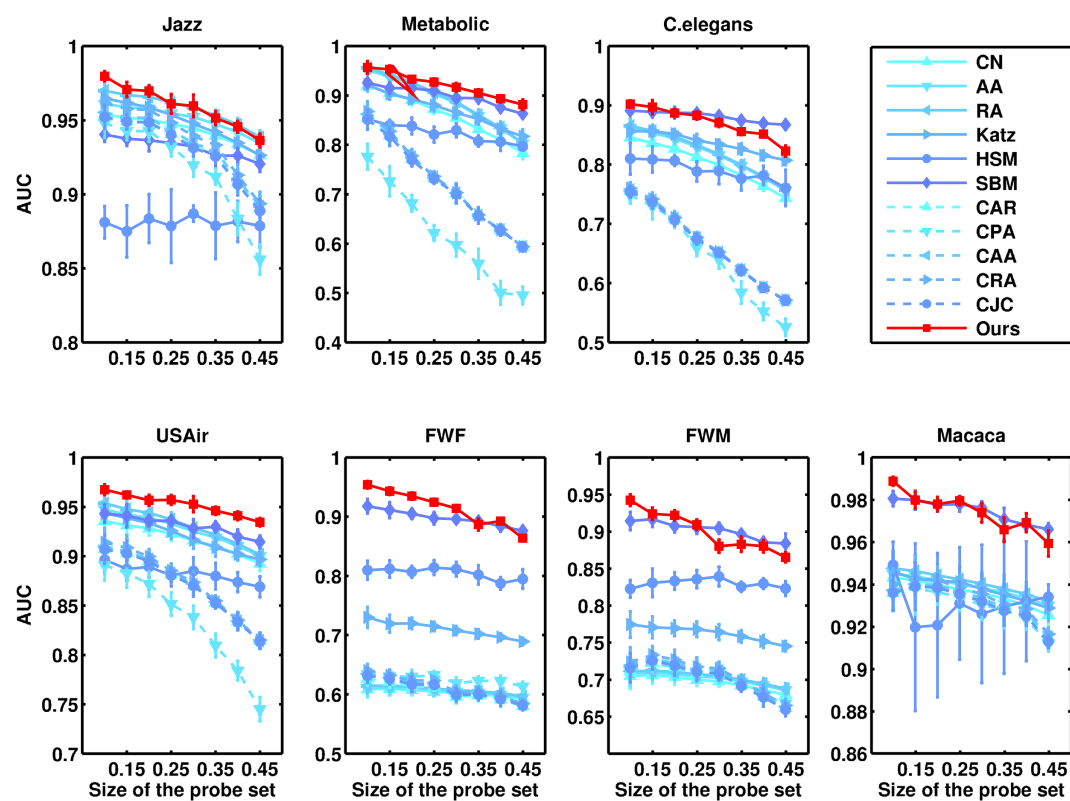 Jazz
Metabolic
C.elegans
AUC
1
0.95
0.9
0.85
0.8
0.15 0.25 0.35 0.45
1
0.9
0.8
0.7
0.6
0.5
0.4
0.15 0.25 0.35 0.45
1
0.9
0.8
0.7
0.6
0.5
0.15 0.25 0.35 0.45
CN
AA
RA
Katz
HSM
SBM
CAR
CPA
CAA
CRA
CJC
Ours
USAir
FWF
FWM
Macaca
AUC
1
0.95
0.9
0.85
0.8
0.75
0.7
0.15 0.25 0.35 0.45
Size of the probe set
1
0.9
0.8
0.7
0.6
0.5
0.15 0.25 0.35 0.45
Size of the probe set
1
0.95
0.9
0.85
0.8
0.75
0.7
0.65
0.15 0.25 0.35 0.45
Size of the probe set
1
0.98
0.96
0.94
0.92
0.9
0.88
0.86
0.15 0.25 0.35 0.45
Size of the probe set